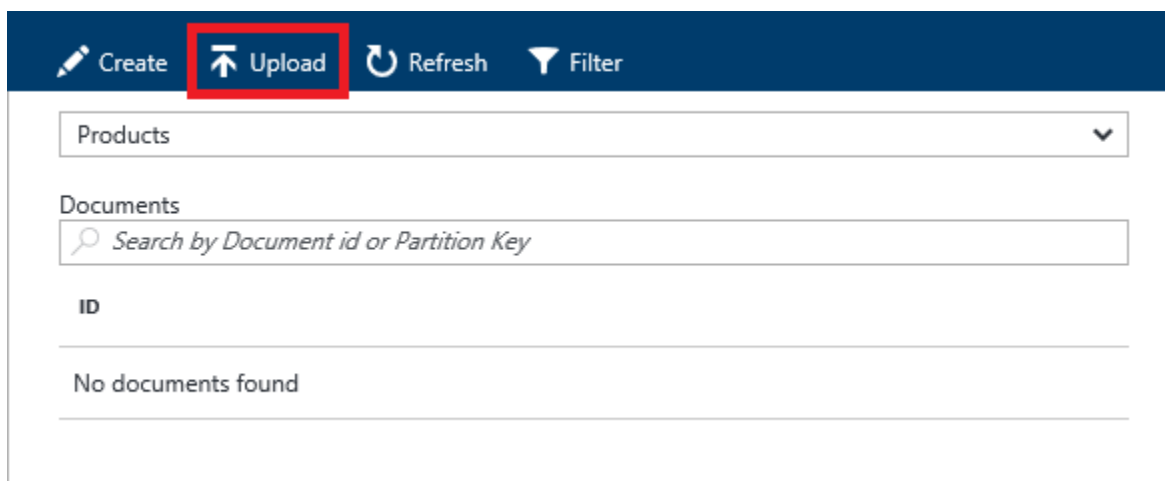 Create Upload Refresh Filter
Products
Documents
Search by Document id or Partition Key
ID
No documents found